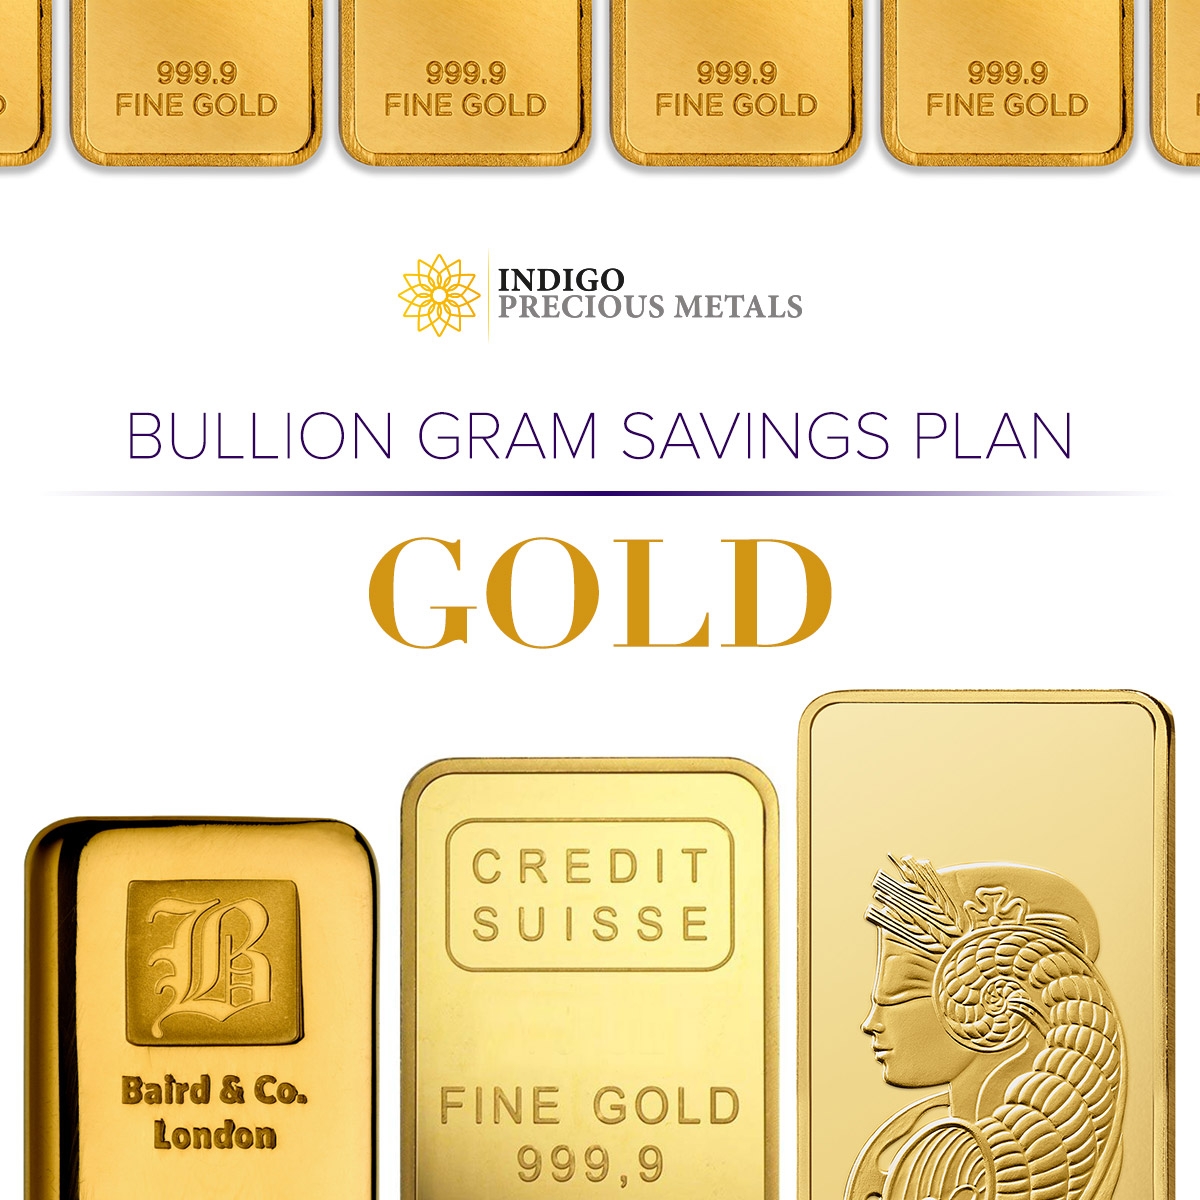 999.9
FINE GOLD
999.9
FINE GOLD
999.9
FINE GOLD
999.9
FINE GOLD
INDIGO
PRECIOUS METALS
BULLION GRAM SAVINGS PLAN
GOLD
B
Baird & Co.
London
CREDIT
SUISSE
FINE GOLD
999,9